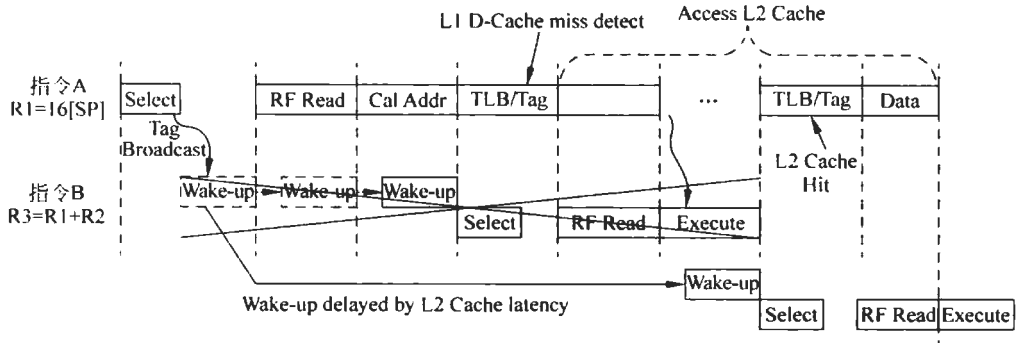 L1 D-Cache miss detect
Access L2 Cache
指令A
R1=16[SP]
Select
RF Read
Cal Addr
TLB/Tag
...
TLB/Tag
Data
Tag
Broadcast
L2 Cache
Hit
指令B
R3=R1+R2
Wake-up
Wake-up
Wake-up
Select
RF Read
Execute
Wake-up delayed by L2 Cache latency
Wake-up
Select
RF Read
Execute